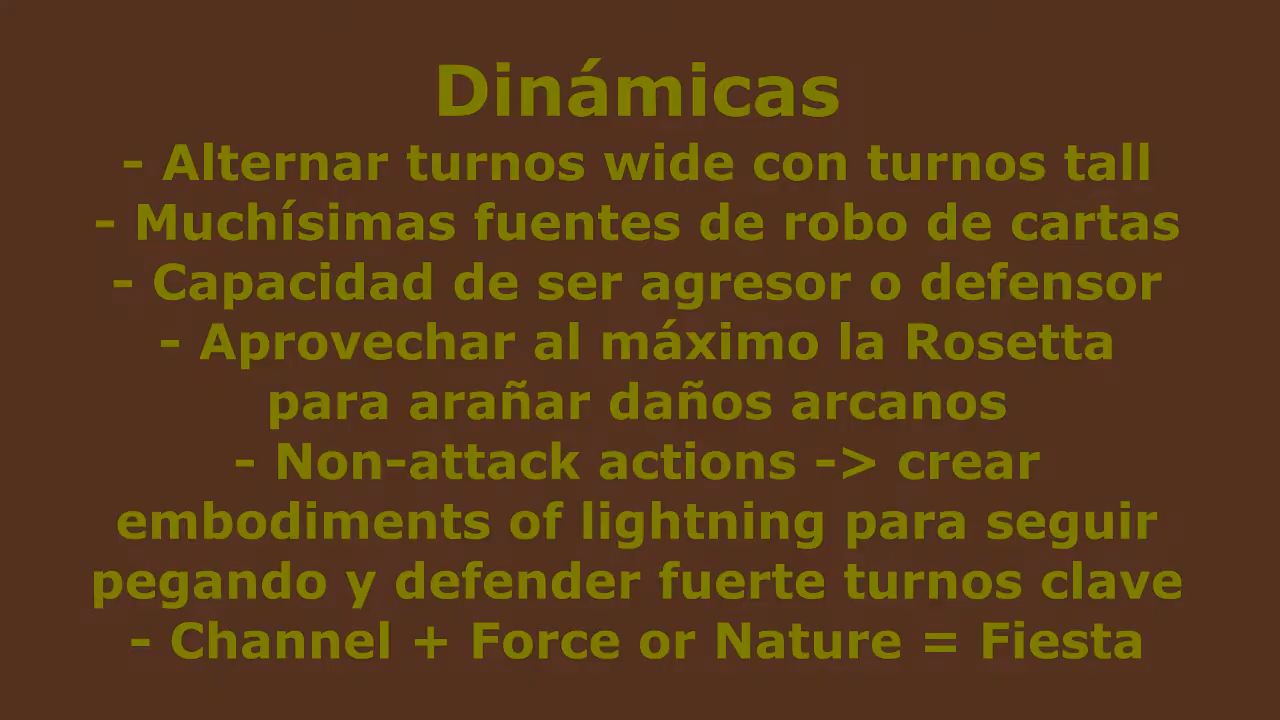 Dinámicas
- Alternar turnos wide con turnos tall
- Muchísimas fuentes de robo de cartas
- Capacidad de ser agresor o defensor
- Aprovechar al máximo la Rosetta
para arañar daños arcanos
- Non-attack actions -> crear
embodiments of lightning para seguir
pegando y defender fuerte turnos clave
- Channel + Force or Nature = Fiesta